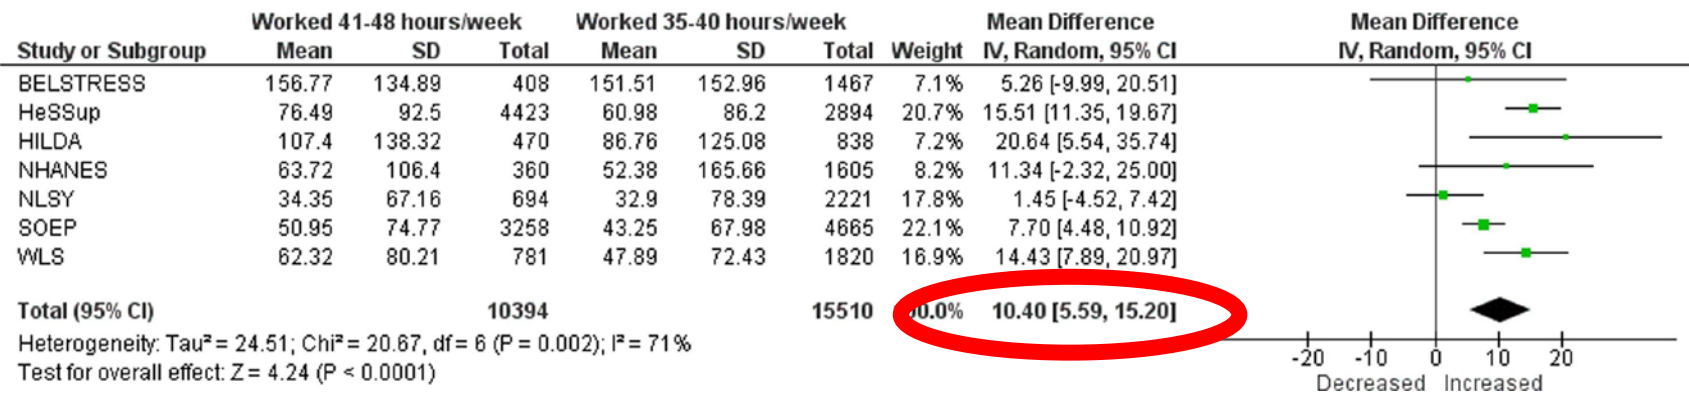 Worked 41-48 hours/week Worked 35-40 hours/week Mean Difference Mean Difference
Study or Subgroup Mean SD Total Mean SD Total Weight IV, Random, 95% CI IV, Random, 95% CI
BELSTRESS 156.77 134.89 408 151.51 152.96 1467 7.1% 5.26 [-9.99, 20.51]
HeSSup 76.49 92.5 4423 60.98 86.2 2894 20.7% 15.51 [11.35, 19.67]
HILDA 107.4 138.32 470 86.76 125.08 838 7.2% 20.64 [5.54, 35.74]
NHANES 63.72 106.4 360 52.38 165.66 1605 8.2% 11.34 [-2.32, 25.00]
NLSY 34.35 67.16 694 32.9 78.39 2221 17.8% 1.45 [-4.52, 7.42]
SOEP 50.95 74.77 3258 43.25 67.98 4665 22.1% 7.70 [4.48, 10.92]
WLS 62.32 80.21 781 47.89 72.43 1820 16.9% 14.43 [7.89, 20.97]
Total (95% CI) 10394 15510 10.40 [5.59, 15.20]
Heterogeneity: Tau² = 24.51; Chi² = 20.67, df = 6 (P = 0.002); I² = 71%
Test for overall effect: Z = 4.24 (P < 0.0001)
-20 -10 0 10 20
Decreased Increased